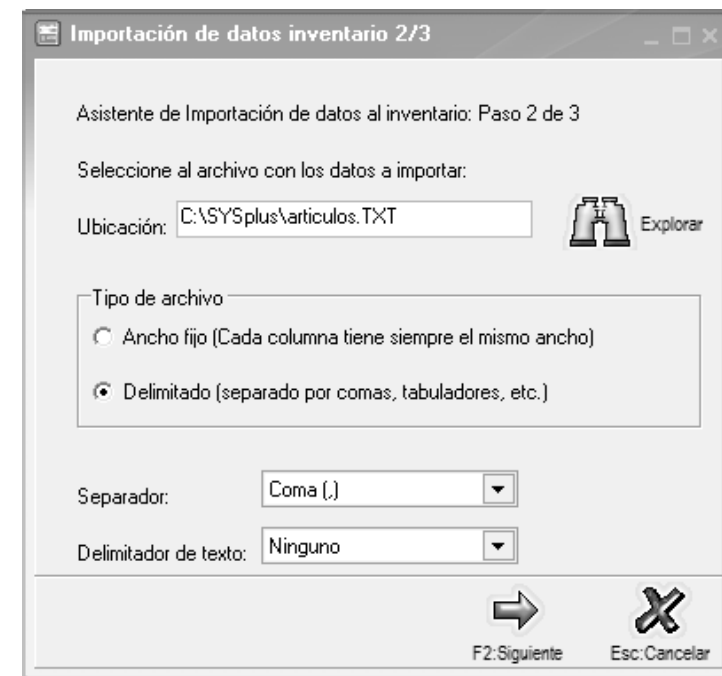 Importación de datos inventario 2/3
Asistente de Importación de datos al inventario: Paso 2 de 3
Seleccione al archivo con los datos a importar:
Ubicación: C:\SYSplus\articulos.TXT Explorar
Tipo de archivo
Ancho fijo (Cada columna tiene siempre el mismo ancho)
Delimitado (separado por comas, tabuladores, etc.)
Separador: Coma (,)
Delimitador de texto: Ninguno
F2:Siguiente Esc:Cancelar